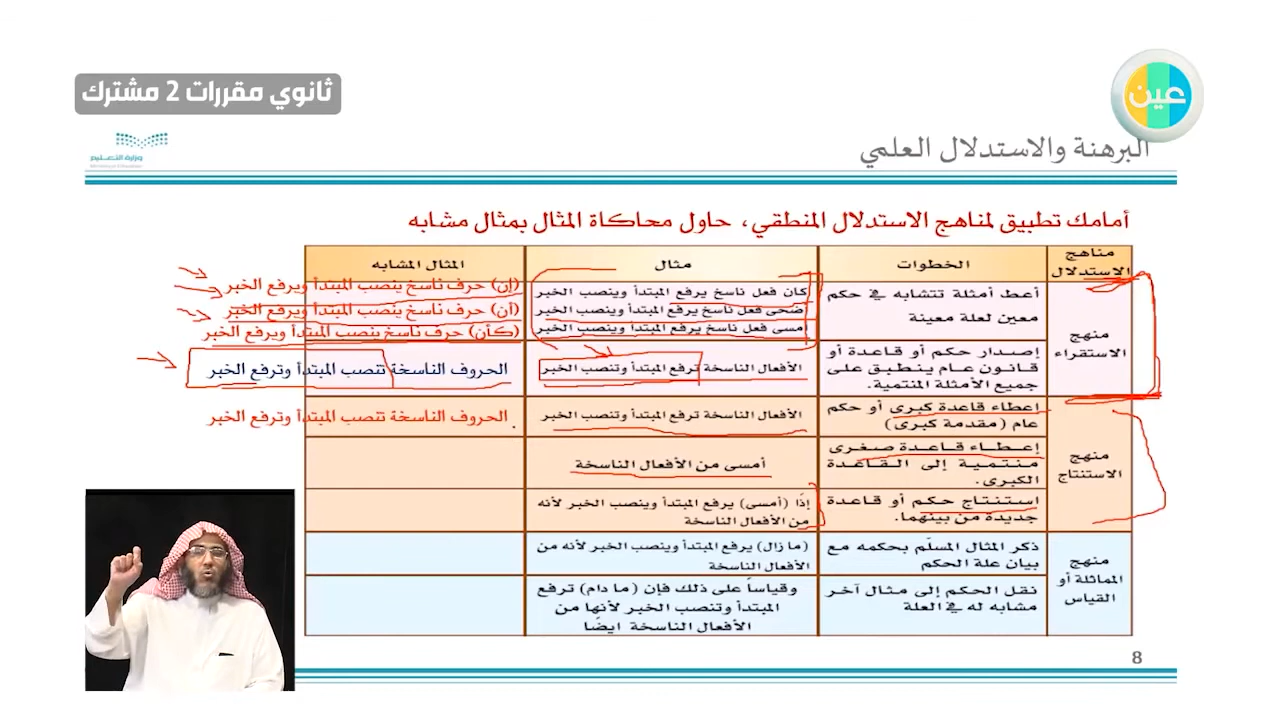 ثانوي مقررات 2 مشترك
عين
وزارة التعليم
البرهنة والاستدلال العلمي
أمامك تطبيق لمناهج الاستدلال المنطقي، حاول محاكاة المثال بمثال مشابه
مناهج الاستدلال
الخطوات
مثال
المثال المشابه
منهج الاستقراء
أعط أمثلة تتشابه في حكم
معين لعلة معينة
كان فعل ناسخ يرفع المبتدأ وينصب الخبر
ضحى فعل ناسخ يرفع المبتدأ وينصب الخبر
مسى فعل ناسخ يرفع المبتدأ وينصب الخبر
(إن) حرف ناسخ ينصب المبتدأ ويرفع الخبر
(أن) حرف ناسخ ينصب المبتدأ ويرفع الخبر
(كأن) حرف ناسخ ينصب المبتدأ ويرفع الخبر
إصدار حكم أو قاعدة أو
قانون عام ينطبق على
جميع الأمثلة المنتمية.
الأفعال الناسخة ترفع المبتدأ وتنصب الخبر
الحروف الناسخة تنصب المبتدأ وترفع الخبر
منهج الاستنتاج
إعطاء قاعدة كبرى أو حكم
عام (مقدمة كبرى)
الأفعال الناسخة ترفع المبتدأ وتنصب الخبر
الحروف الناسخة تنصب المبتدأ وترفع الخبر .
إعطاء قاعدة صغرى
منتمية إلى القاعدة
الكبرى.
أمسى من الأفعال الناسخة
إستنتاج حكم أو قاعدة
جديدة من بينهما.
إذًا (أمسى) يرفع المبتدأ وينصب الخبر لأنه
من الأفعال الناسخة
منهج
المماثلة أو
القياس
ذكر المثال المسلّم بحكمه مع
بيان علة الحكم
(ما زال) يرفع المبتدأ وينصب الخبر لأنه من
الأفعال الناسخة
نقل الحكم إلى مثال آخر
مشابه له في العلة
وقياساً على ذلك فإن (ما دام) ترفع
المبتدأ وتنصب الخبر لأنها من
الأفعال الناسخة ايضًا
8